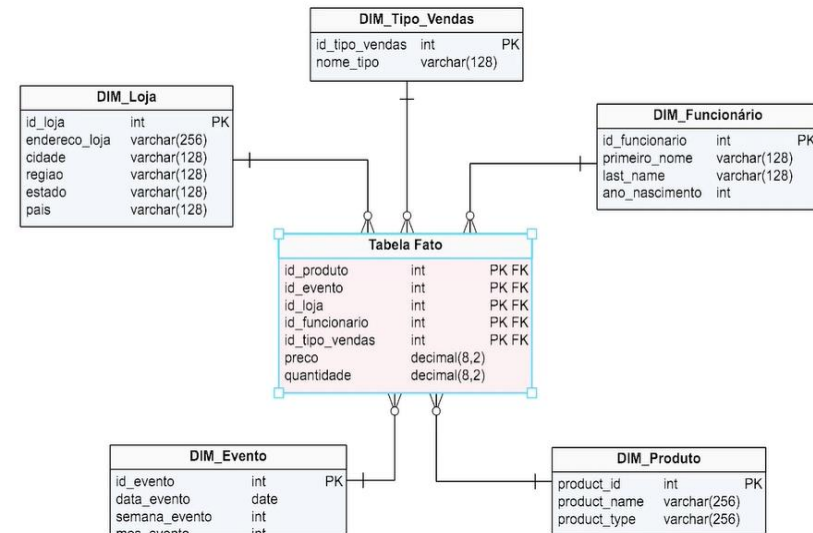 DIM_Tipo_Vendas
id_tipo_vendas int PK
nome_tipo varchar(128)
DIM_Loja
id_loja int PK
endereco_loja varchar(256)
cidade varchar(128)
regiao varchar(128)
estado varchar(128)
pais varchar(128)
DIM_Funcionário
id_funcionario int PK
primeiro_nome varchar(128)
last_name varchar(128)
ano_nascimento int
Tabela Fato
id_produto int PK FK
id_evento int PK FK
id_loja int PK FK
id_funcionario int PK FK
id_tipo_vendas int PK FK
preco decimal(8,2)
quantidade decimal(8,2)
DIM_Evento
id_evento int PK
data_evento date
semana_evento int
mes_evento int
DIM_Produto
product_id int PK
product_name varchar(256)
product_type varchar(256)